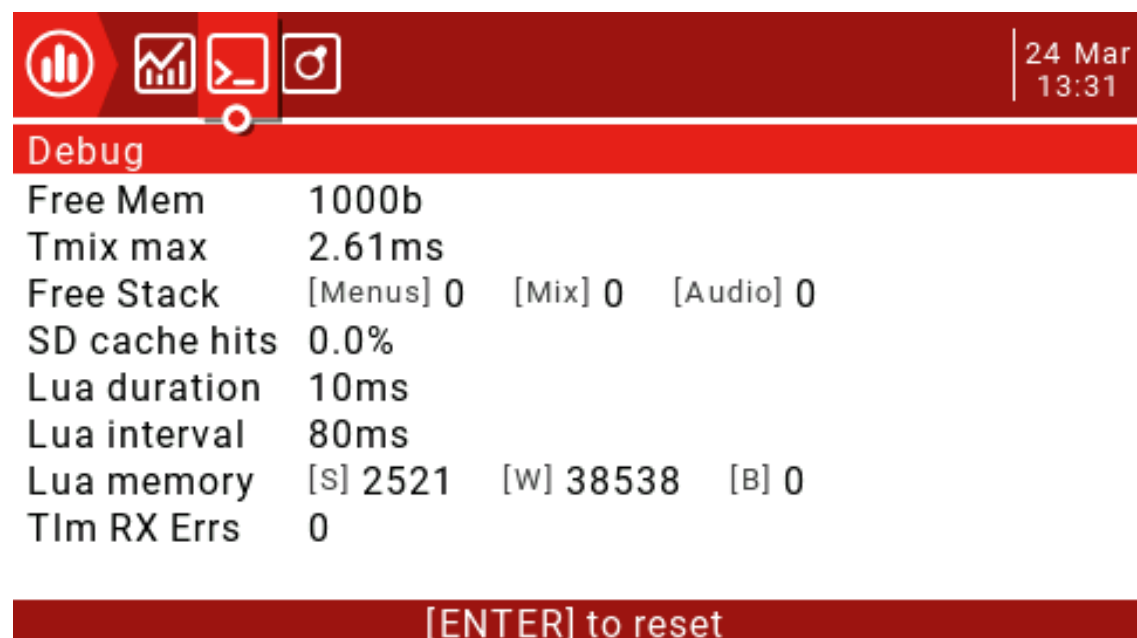 24 Mar
13:31
Debug
Free Mem 1000b
Tmix max 2.61ms
Free Stack [Menus] 0 [Mix] 0 [Audio] 0
SD cache hits 0.0%
Lua duration 10ms
Lua interval 80ms
Lua memory [S] 2521 [W] 38538 [B] 0
Tlm RX Errs 0
[ENTER] to reset